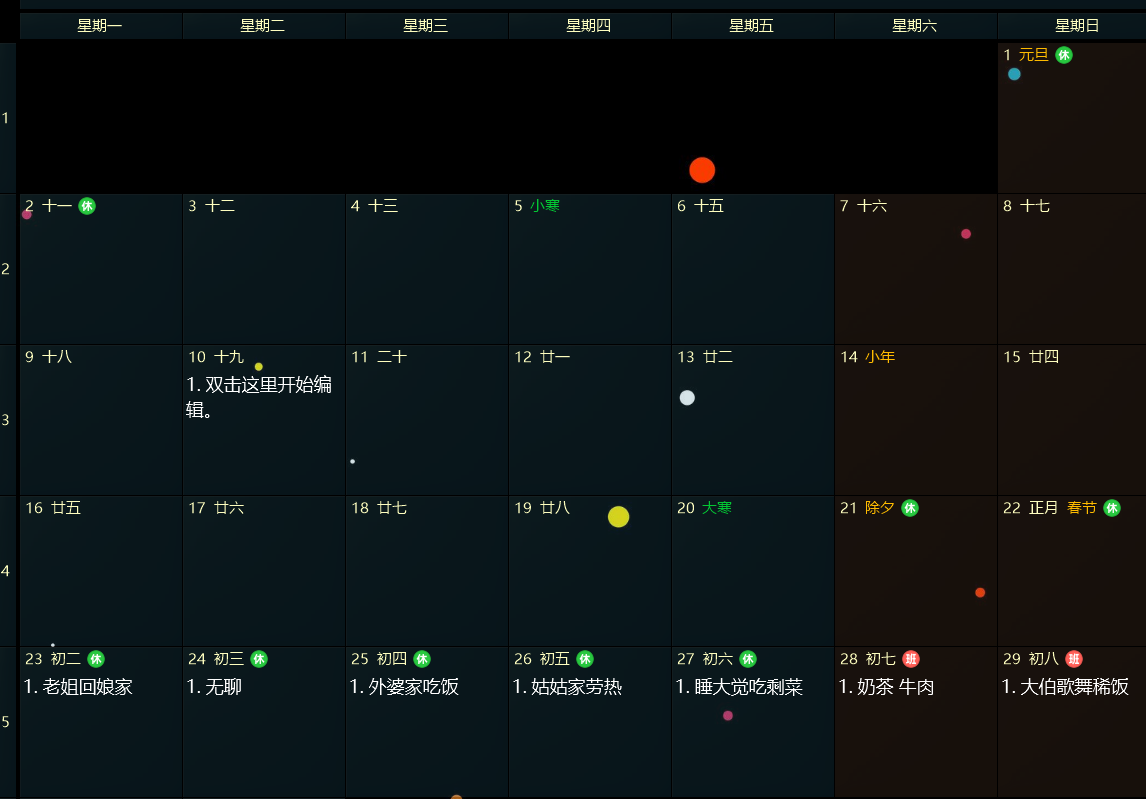 星期一 星期二 星期三 星期四 星期五 星期六 星期日
1
1 元旦 休
2
2 十一 休
3 十二
4 十三
5 小寒
6 十五
7 十六
8 十七
3
9 十八
10 十九
1. 双击这里开始编
辑。
11 二十
12 廿一
13 廿二
14 小年
15 廿四
4
16 廿五
17 廿六
18 廿七
19 廿八
20 大寒
21 除夕 休
22 正月 春节 休
5
23 初二 休
1. 老姐回娘家
24 初三 休
1. 无聊
25 初四 休
1. 外婆家吃饭
26 初五 休
1. 姑姑家劳热
27 初六 休
1. 睡大觉吃剩菜
28 初七 班
1. 奶茶 牛肉
29 初八 班
1. 大伯歌舞稀饭